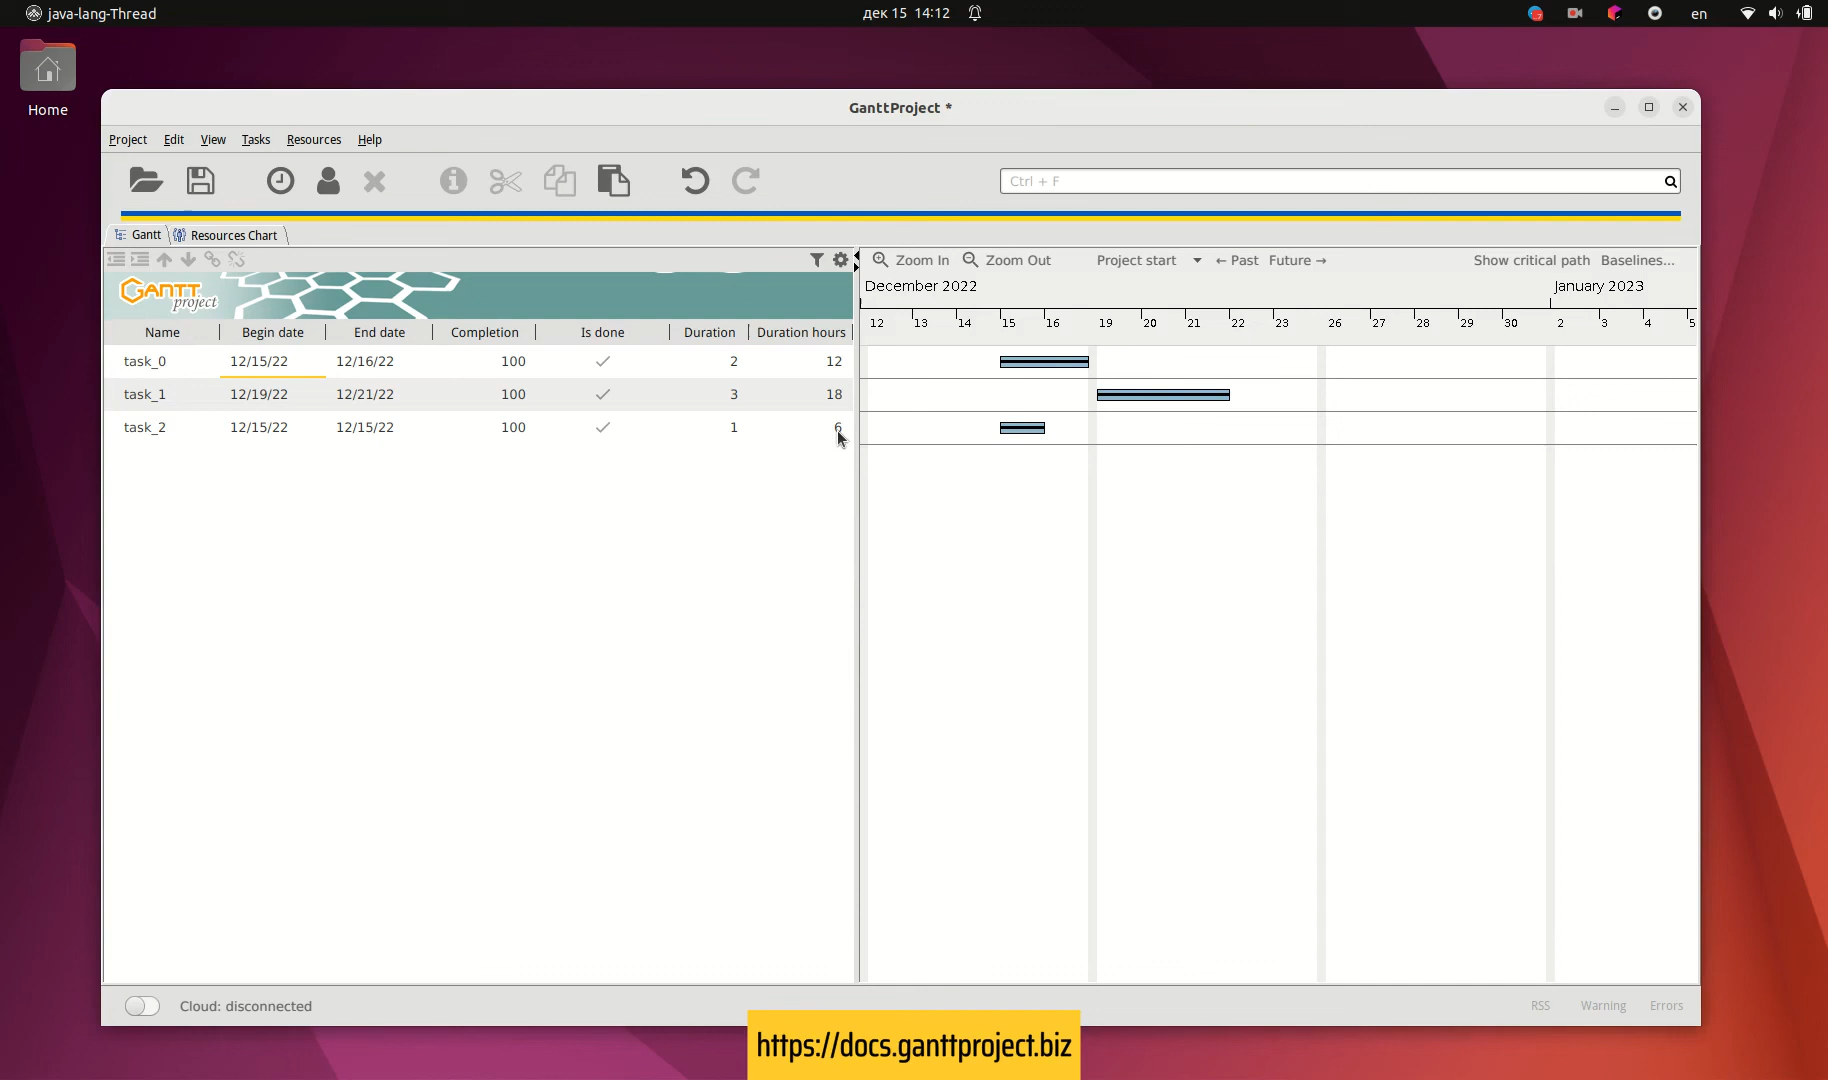 java-lang-Thread
дек 15 14:12
en
Home
GanttProject *
Project Edit View Tasks Resources Help
Ctrl + F
Gantt Resources Chart
Zoom In Zoom Out Project start ← Past Future → Show critical path Baselines...
GANTT project
December 2022 January 2023
Name Begin date End date Completion Is done Duration Duration hours
12 13 14 15 16 19 20 21 22 23 26 27 28 29 30 2 3 4 5
task_0 12/15/22 12/16/22 100 2 12
task_1 12/19/22 12/21/22 100 3 18
task_2 12/15/22 12/15/22 100 1 6
Cloud: disconnected
RSS Warning Errors
https://docs.ganttproject.biz